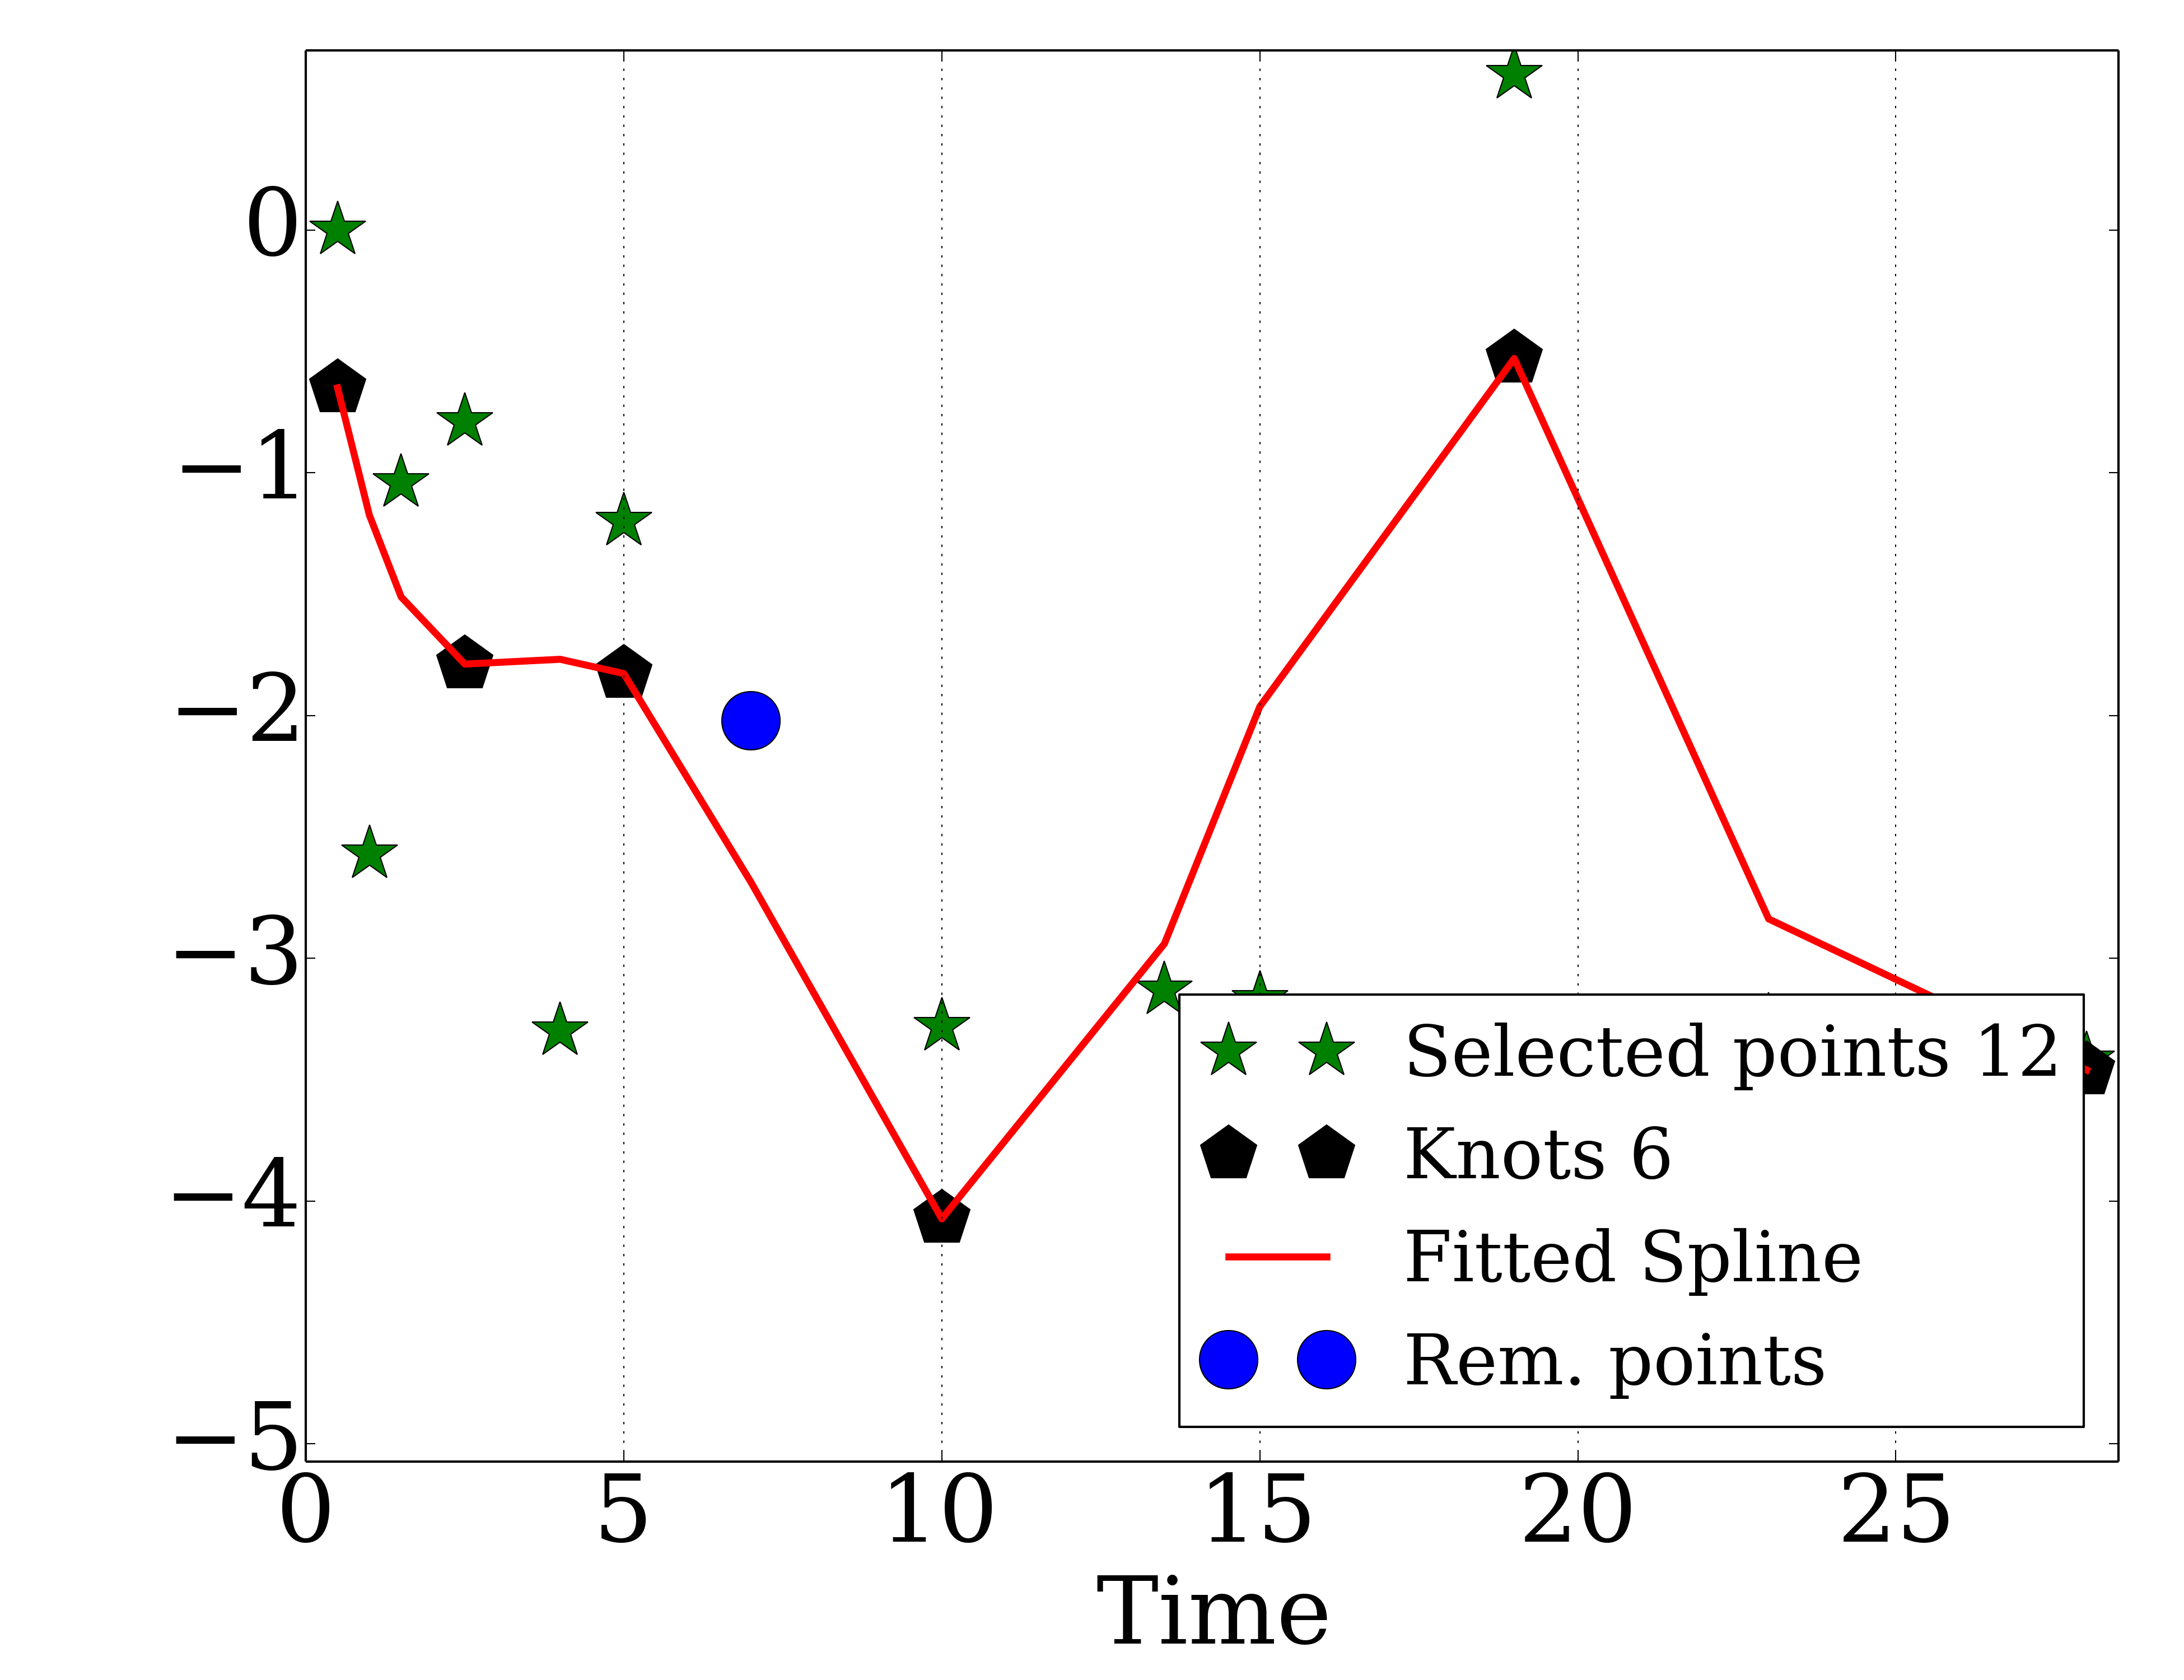 0
−1
−2
−3
−4
−5
0 5 10 15 20 25
Time
Selected points 12
Knots 6
Fitted Spline
Rem. points